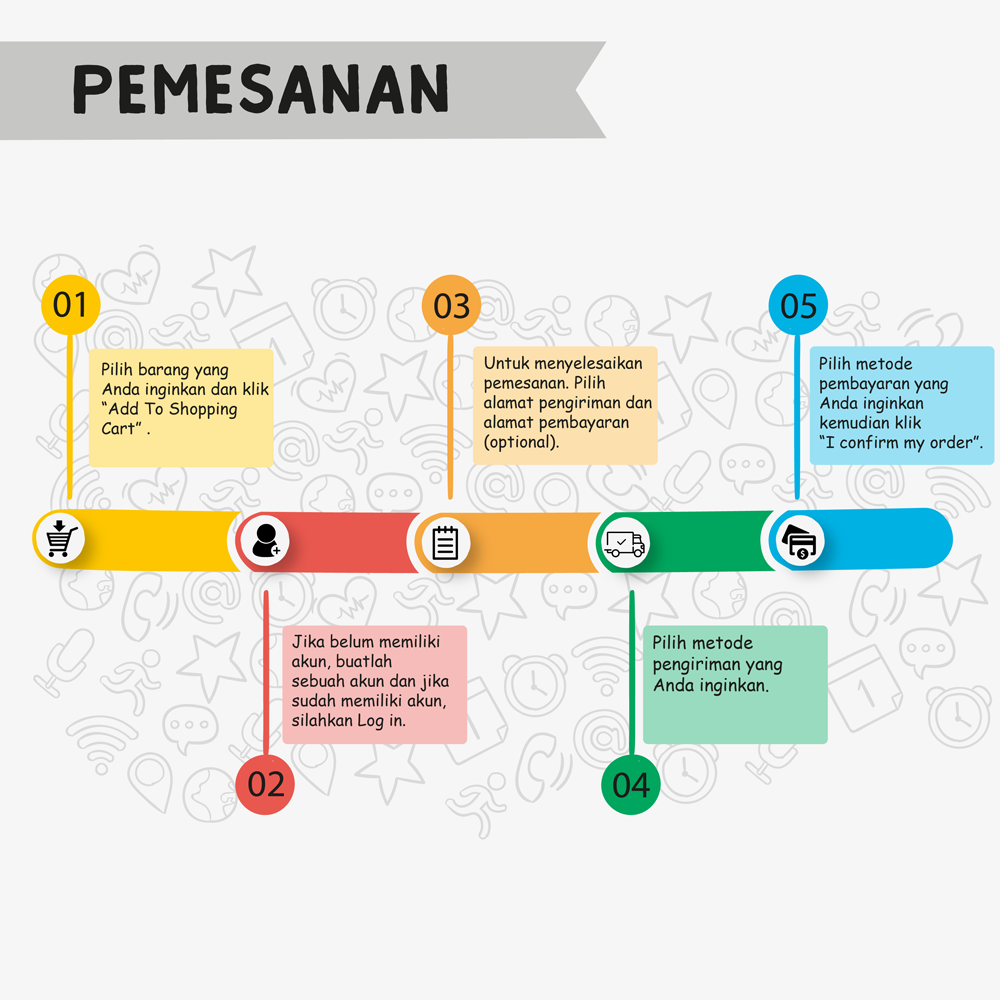 PEMESANAN
01
Pilih barang yang
Anda inginkan dan klik
“Add To Shopping
Cart” .
02
Jika belum memiliki
akun, buatlah
sebuah akun dan jika
sudah memiliki akun,
silahkan Log in.
03
Untuk menyelesaikan
pemesanan. Pilih
alamat pengiriman dan
alamat pembayaran
(optional).
04
Pilih metode
pengiriman yang
Anda inginkan.
05
Pilih metode
pembayaran yang
Anda inginkan
kemudian klik
“I confirm my order”.